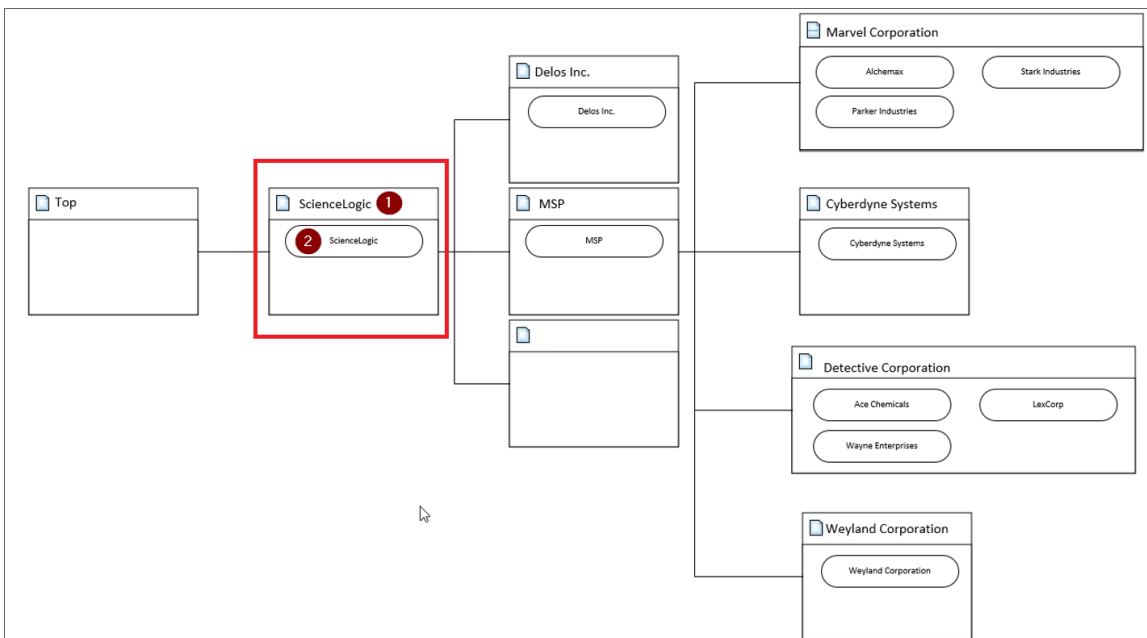 Top
ScienceLogic 1
2 ScienceLogic
Delos Inc.
Delos Inc.
MSP
MSP
Marvel Corporation
Alchemax
Stark Industries
Parker Industries
Cyberdyne Systems
Cyberdyne Systems
Detective Corporation
Ace Chemicals
LexCorp
Wayne Enterprises
Weyland Corporation
Weyland Corporation